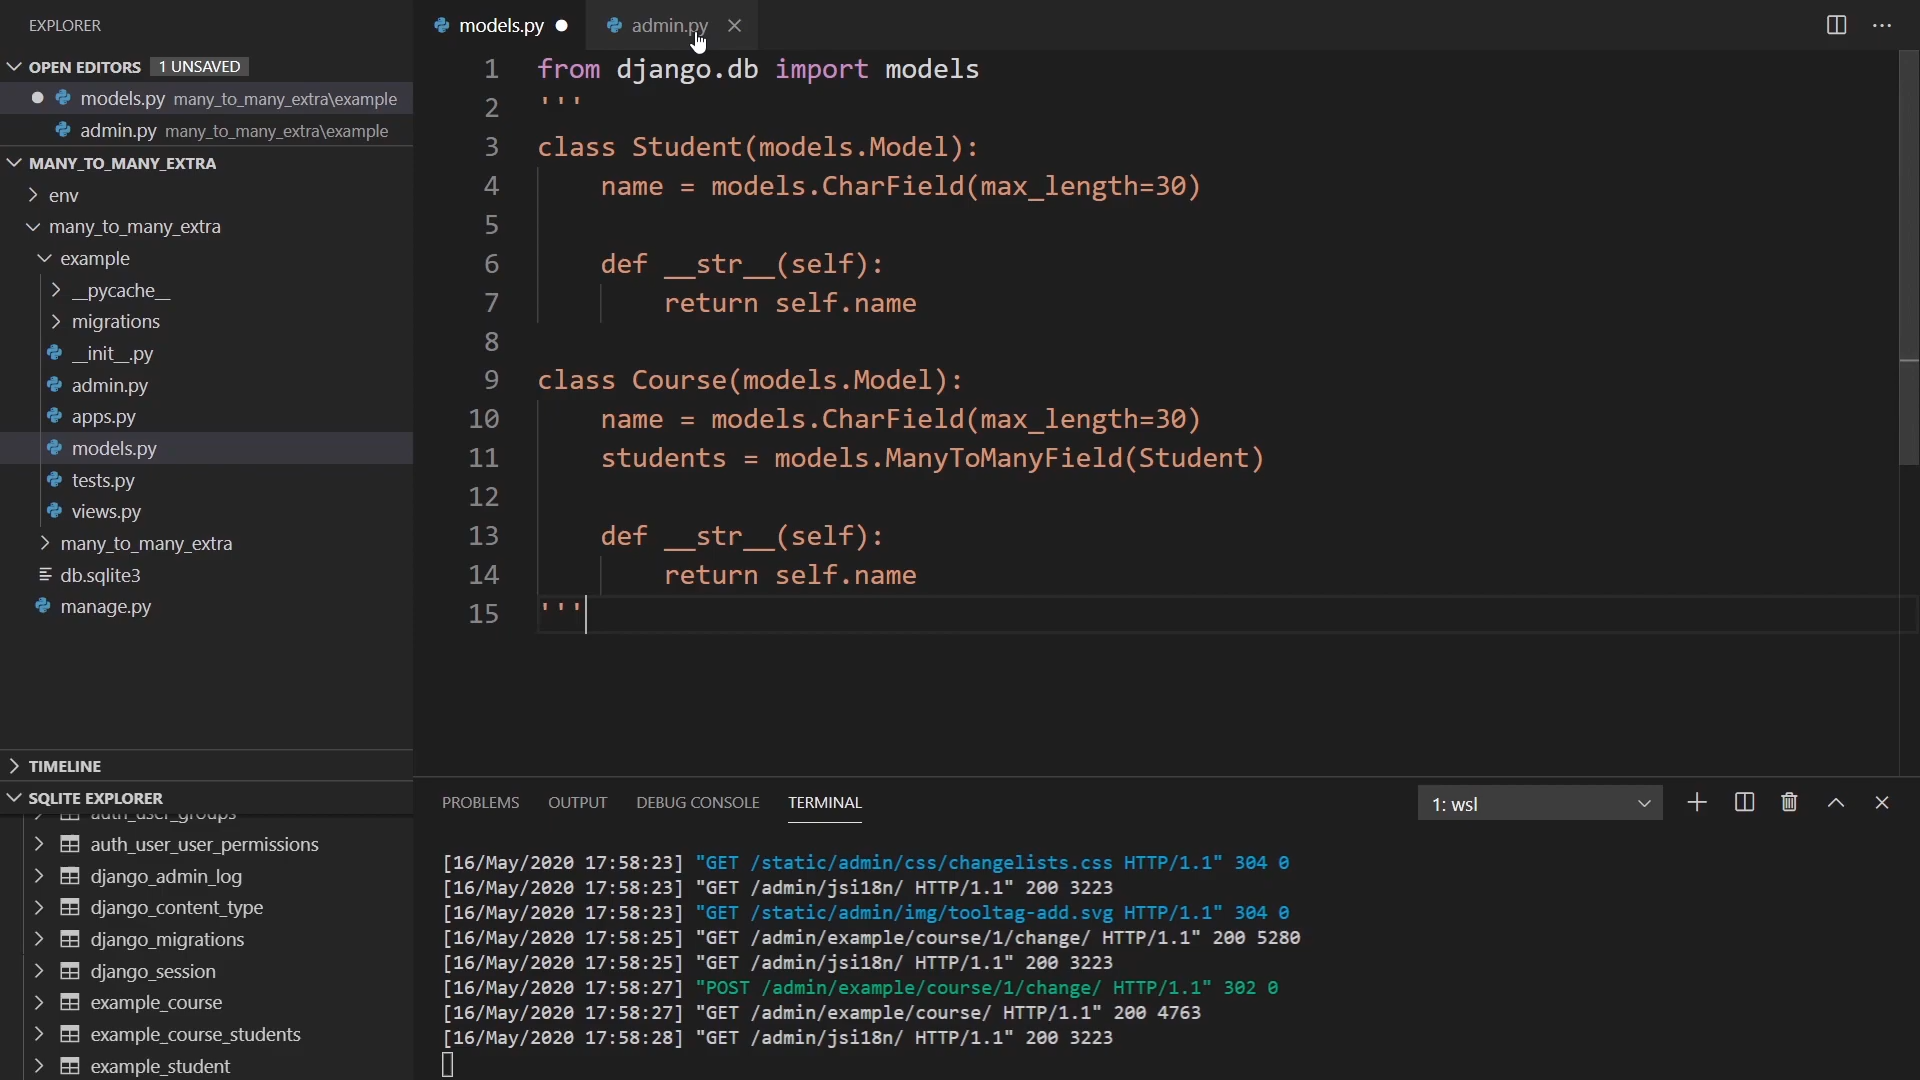 EXPLORER
OPEN EDITORS 1 UNSAVED
models.py many_to_many_extra\example
admin.py many_to_many_extra\example
MANY_TO_MANY_EXTRA
env
many_to_many_extra
example
__pycache__
migrations
__init__.py
admin.py
apps.py
models.py
tests.py
views.py
many_to_many_extra
db.sqlite3
manage.py
TIMELINE
SQLITE EXPLORER
auth_user_groups
auth_user_user_permissions
django_admin_log
django_content_type
django_migrations
django_session
example_course
example_course_students
example_student
models.py admin.py
1 from django.db import models
2 '''
3 class Student(models.Model):
4 name = models.CharField(max_length=30)
5
6 def __str__(self):
7 return self.name
8
9 class Course(models.Model):
10 name = models.CharField(max_length=30)
11 students = models.ManyToManyField(Student)
12
13 def __str__(self):
14 return self.name
15 '''
PROBLEMS OUTPUT DEBUG CONSOLE TERMINAL 1: wsl
[16/May/2020 17:58:23] "GET /static/admin/css/changelists.css HTTP/1.1" 304 0
[16/May/2020 17:58:23] "GET /admin/jsi18n/ HTTP/1.1" 200 3223
[16/May/2020 17:58:23] "GET /static/admin/img/tooltag-add.svg HTTP/1.1" 304 0
[16/May/2020 17:58:25] "GET /admin/example/course/1/change/ HTTP/1.1" 200 5280
[16/May/2020 17:58:25] "GET /admin/jsi18n/ HTTP/1.1" 200 3223
[16/May/2020 17:58:27] "POST /admin/example/course/1/change/ HTTP/1.1" 302 0
[16/May/2020 17:58:27] "GET /admin/example/course/ HTTP/1.1" 200 4763
[16/May/2020 17:58:28] "GET /admin/jsi18n/ HTTP/1.1" 200 3223